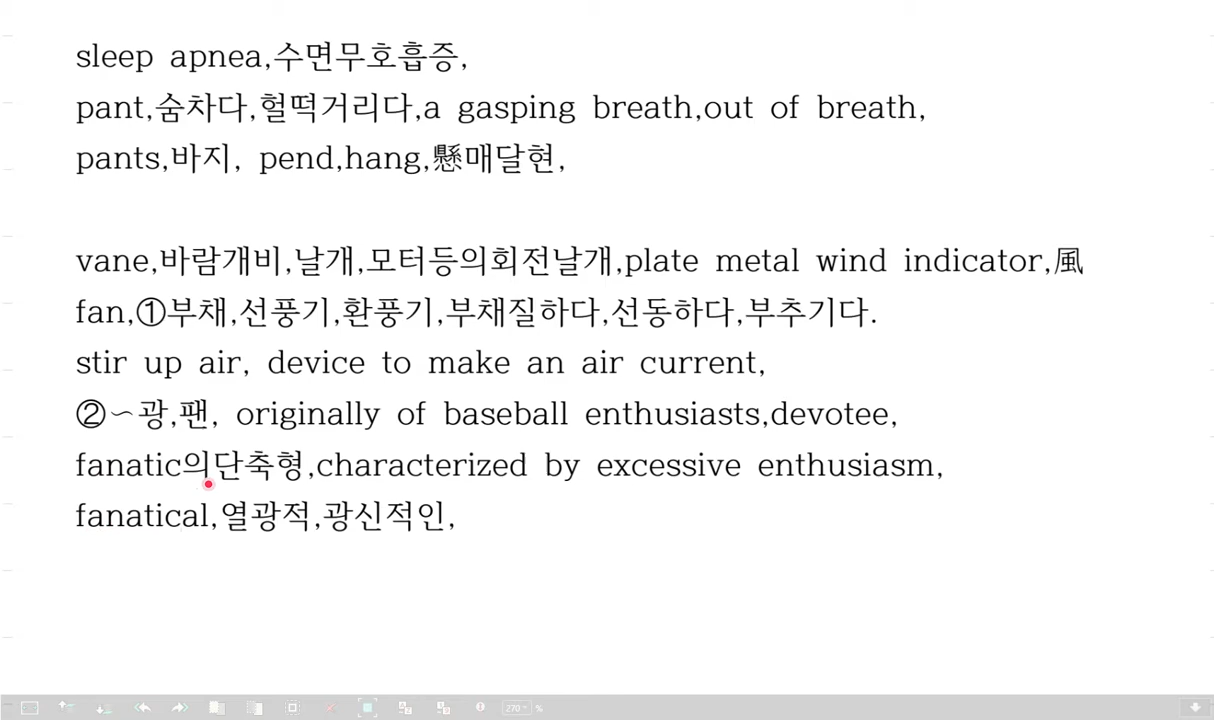 sleep apnea,수면무호흡증,
pant,숨차다,헐떡거리다,a gasping breath,out of breath,
pants,바지, pend,hang,懸매달현,
vane,바람개비,날개,모터등의회전날개,plate metal wind indicator,風
fan,①부채,선풍기,환풍기,부채질하다,선동하다,부추기다.
stir up air, device to make an air current,
②∽광,팬, originally of baseball enthusiasts,devotee,
fanatic의단축형,characterized by excessive enthusiasm,
fanatical,열광적,광신적인,
270 %